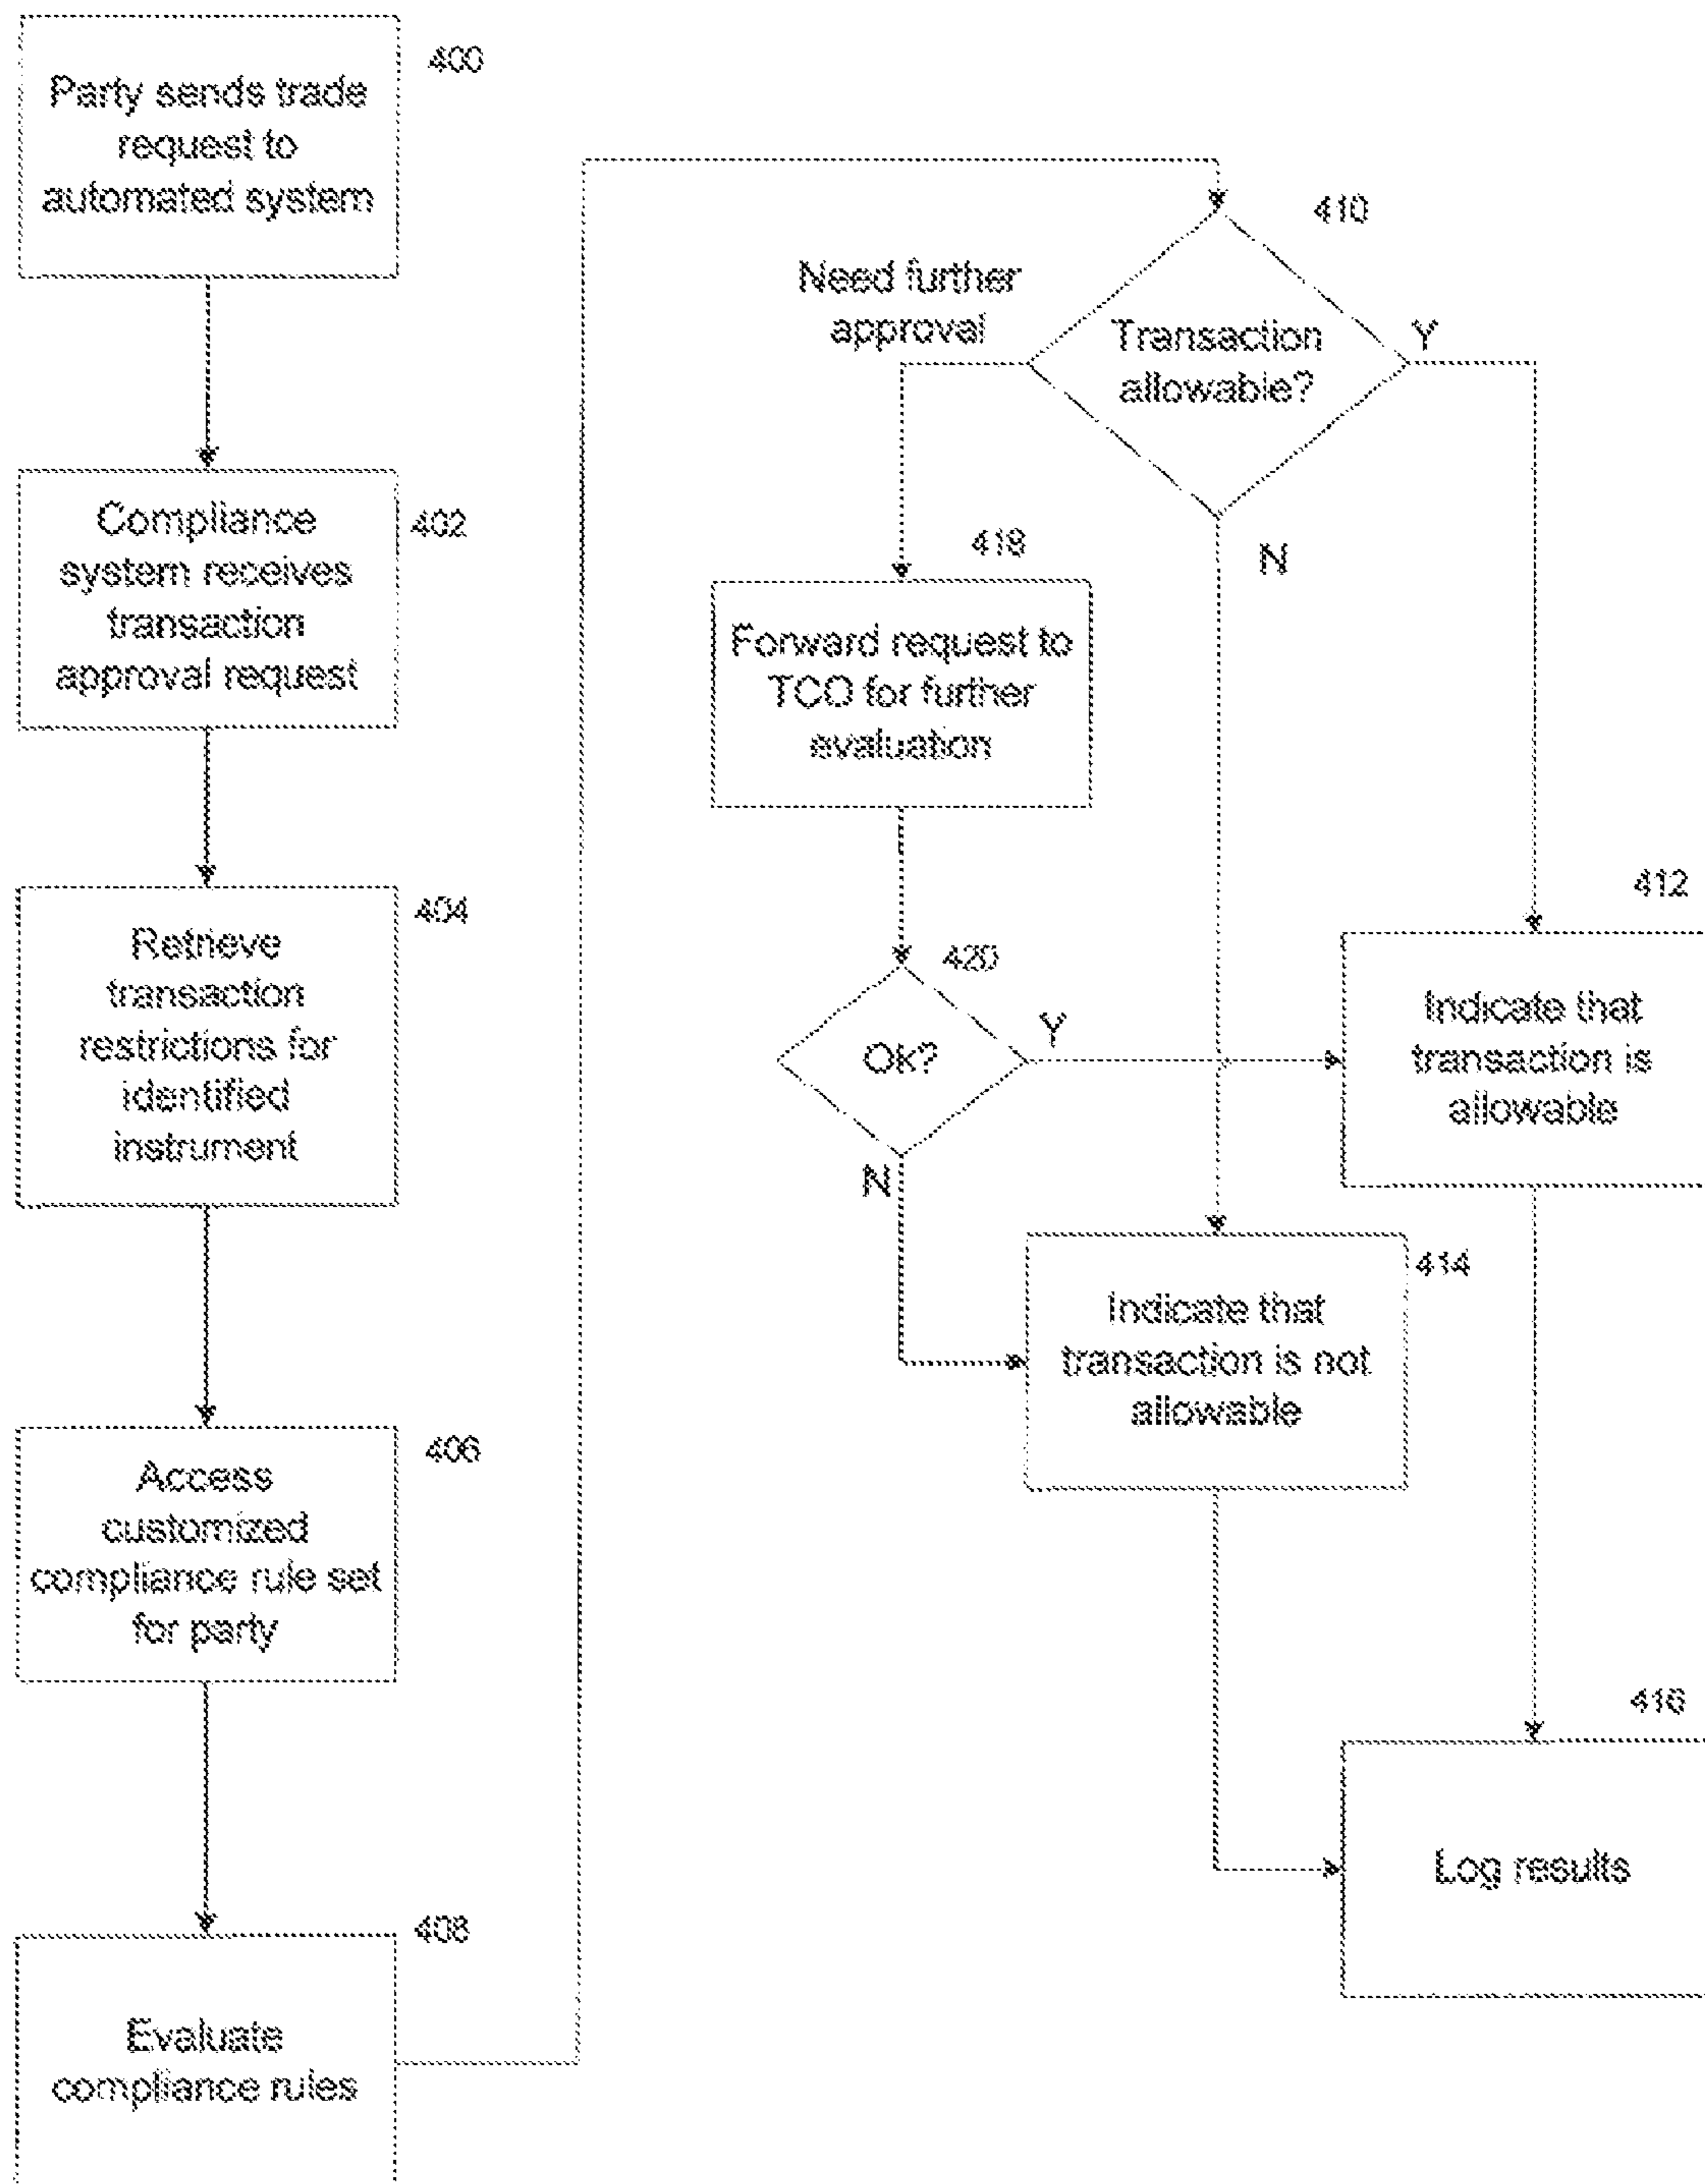 400
Party sends trade
request to
automated system
402
Compliance
system receives
transaction
approval request
404
Retrieve
transaction
restrictions for
identified
instrument
406
Access
customized
compliance rule set
for party
408
Evaluate
compliance rules
410
Transaction
allowable?
Need further
approval
Y
N
418
Forward request to
TCO for further
evaluation
420
Ok?
Y
N
412
Indicate that
transaction is
allowable
414
Indicate that
transaction is not
allowable
416
Log results